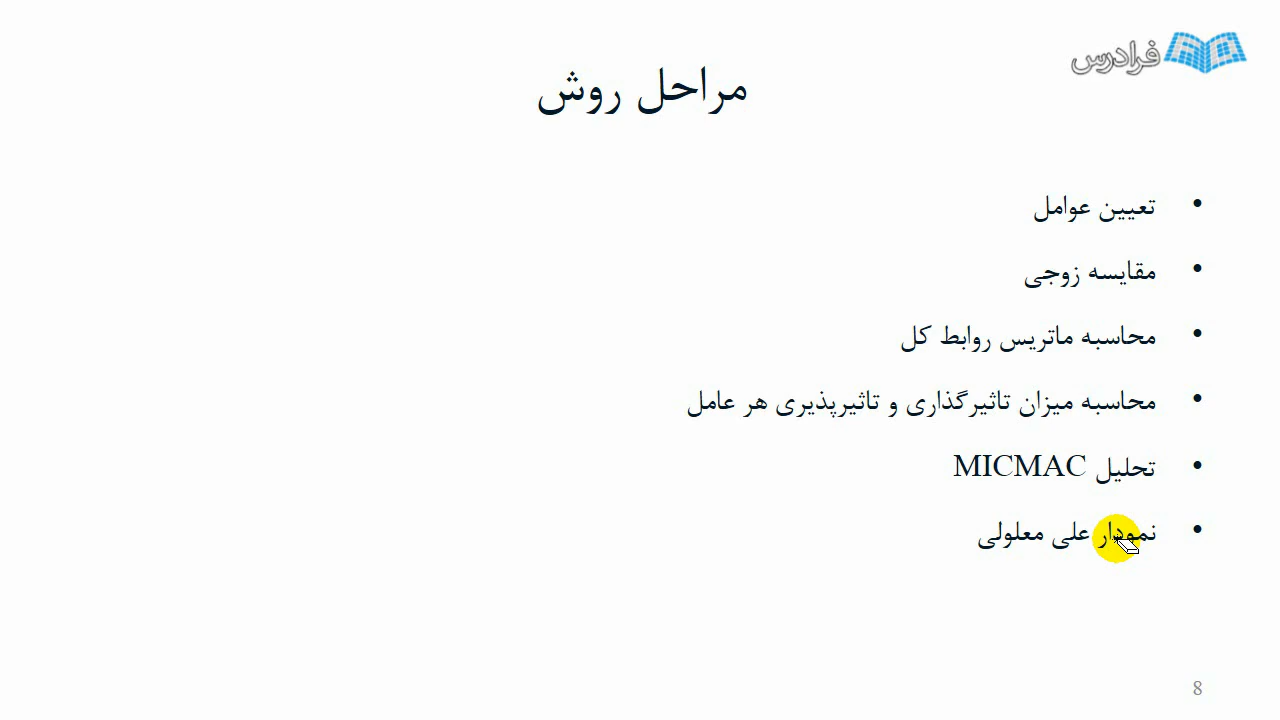 فرادرس
مراحل روش
• تعیین عوامل
• مقایسه زوجی
• محاسبه ماتریس روابط کل
• محاسبه میزان تاثیرگذاری و تاثیرپذیری هر عامل
• تحلیل MICMAC
• نمودار علی معلولی
8